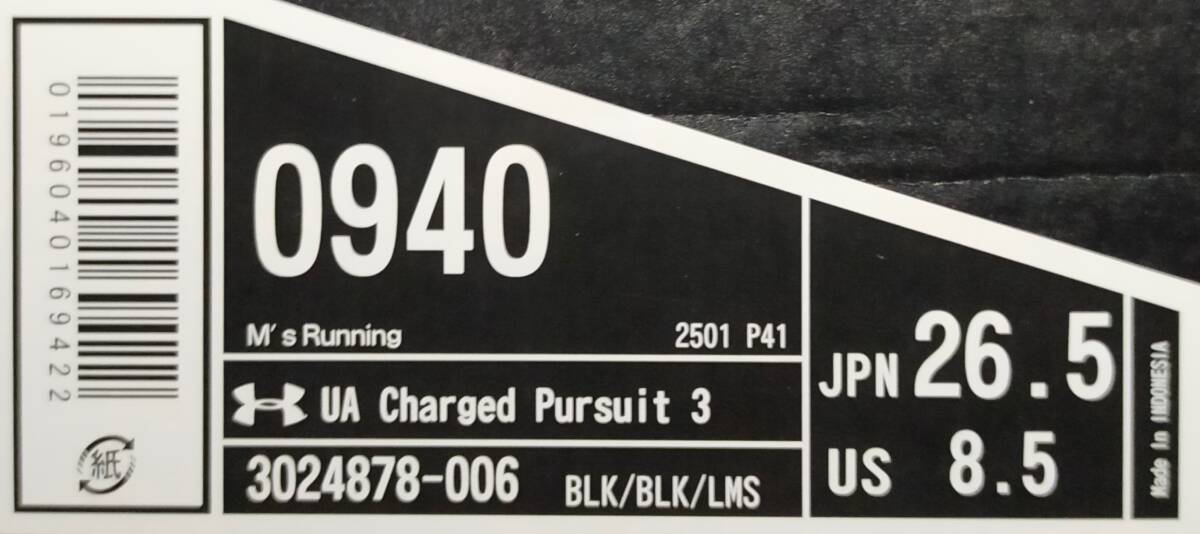 0196040169422
紙
0940
M's Running
2501 P41
UA Charged Pursuit 3
3024878-006 BLK/BLK/LMS
JPN 26.5
US 8.5
Made in INDONESIA